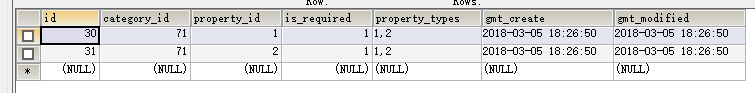 Row. Rows.
id category_id property_id is_required property_types gmt_create gmt_modified
30 71 1 1 1,2 2018-03-05 18:26:50 2018-03-05 18:26:50
31 71 2 1 1,2 2018-03-05 18:26:50 2018-03-05 18:26:50
* (NULL) (NULL) (NULL) (NULL) (NULL) (NULL) (NULL)